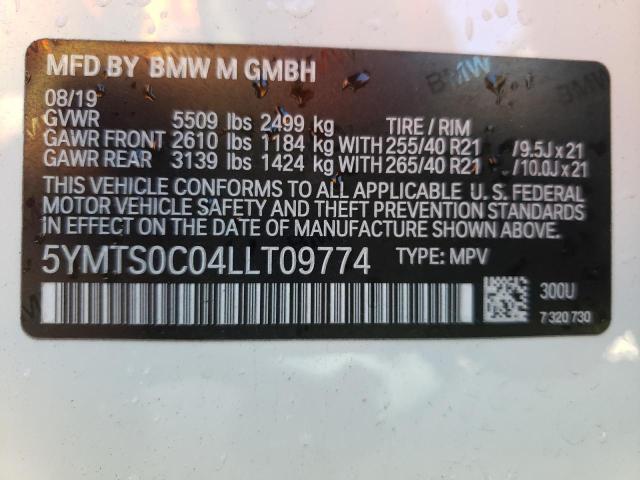 MFD BY BMW M GMBH
08/19
GVWR 5509 lbs 2499 kg TIRE / RIM
GAWR FRONT 2610 lbs 1184 kg WITH 255/40 R21 /9.5J x 21
GAWR REAR 3139 lbs 1424 kg WITH 265/40 R21 /10.0J x 21
THIS VEHICLE CONFORMS TO ALL APPLICABLE U. S. FEDERAL
MOTOR VEHICLE SAFETY AND THEFT PREVENTION
STANDARDS IN EFFECT ON THE DATE OF MANUFACTURE SHOWN ABOVE.
5YMTS0C04LLT09774 TYPE: MPV
300U
7 320 730